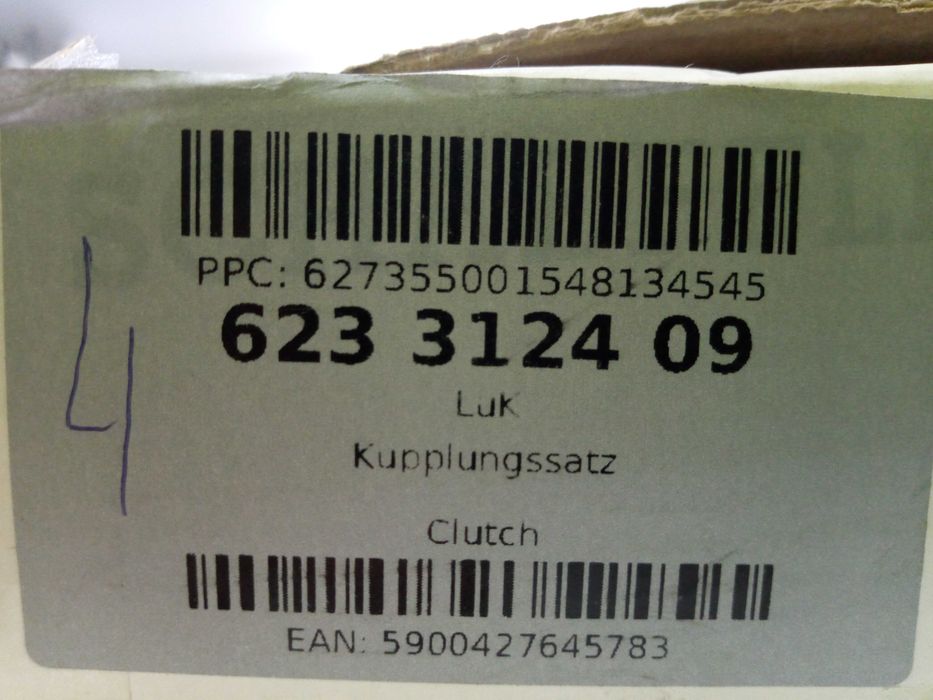 PPC: 627355001548134545
623 3124 09
4
LuK
Kupplungssatz
Clutch
EAN: 5900427645783